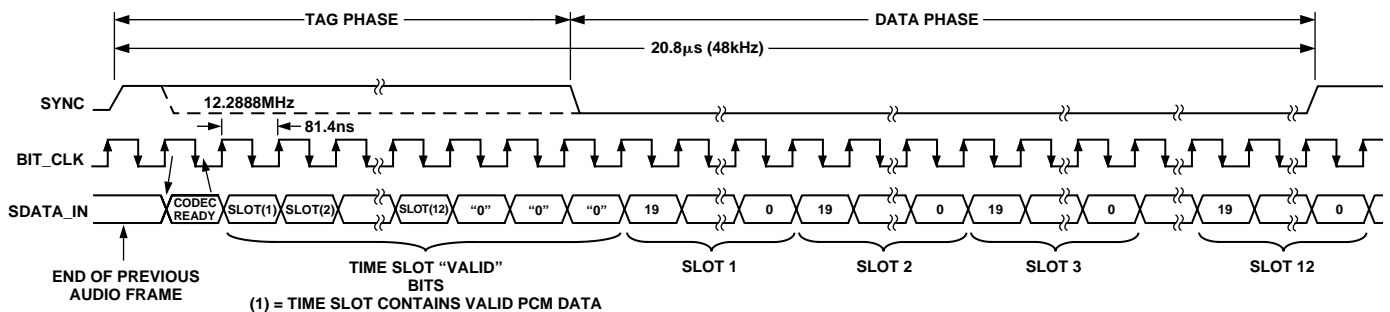 TAG PHASE
DATA PHASE
20.8μs (48kHz)
SYNC
12.2888MHz
81.4ns
BIT_CLK
SDATA_IN
CODEC
READY
SLOT(1)
SLOT(2)
SLOT(12)
“0”
“0”
“0”
19
0
19
0
19
0
19
0
END OF PREVIOUS
AUDIO FRAME
TIME SLOT “VALID”
BITS
(1) = TIME SLOT CONTAINS VALID PCM DATA
SLOT 1
SLOT 2
SLOT 3
SLOT 12